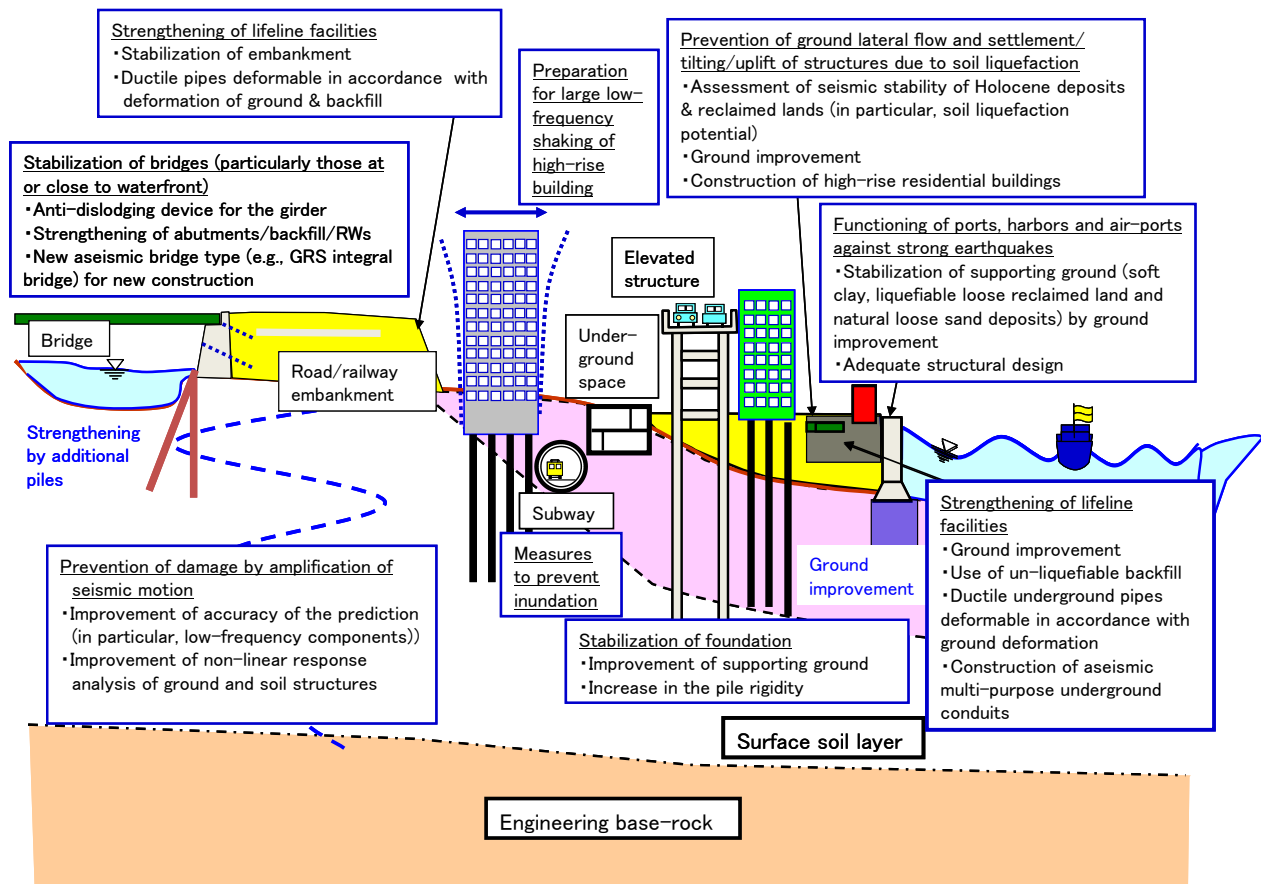 Strengthening of lifeline facilities
・Stabilization of embankment
・Ductile pipes deformable in accordance with
deformation of ground & backfill
Preparation
for large low-
frequency
shaking of
high-rise
building
Prevention of ground lateral flow and settlement/
tilting/uplift of structures due to soil liquefaction
・Assessment of seismic stability of Holocene deposits
& reclaimed lands (in particular, soil liquefaction
potential)
・Ground improvement
・Construction of high-rise residential buildings
Stabilization of bridges (particularly those at
or close to waterfront)
・Anti-dislodging device for the girder
・Strengthening of abutments/backfill/RWs
・New aseismic bridge type (e.g., GRS integral
bridge) for new construction
Functioning of ports, harbors and air-ports
against strong earthquakes
・Stabilization of supporting ground (soft
clay, liquefiable loose reclaimed land and
natural loose sand deposits) by ground
improvement
・Adequate structural design
Elevated
structure
Bridge
Under-
ground
space
Road/railway
embankment
Strengthening
by additional
piles
Subway
Measures
to prevent
inundation
Ground
improvement
Strengthening of lifeline
facilities
・Ground improvement
・Use of un-liquefiable backfill
・Ductile underground pipes
deformable in accordance with
ground deformation
・Construction of aseismic
multi-purpose underground
conduits
Prevention of damage by amplification of
seismic motion
・Improvement of accuracy of the prediction
(in particular, low-frequency components))
・Improvement of non-linear response
analysis of ground and soil structures
Stabilization of foundation
・Improvement of supporting ground
・Increase in the pile rigidity
Surface soil layer
Engineering base-rock